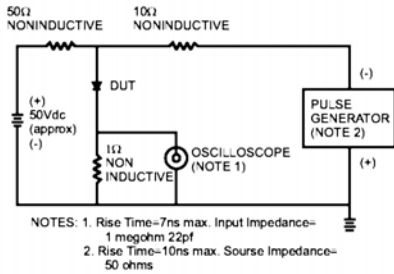 50Ω
NONINDUCTIVE
10Ω
NONINDUCTIVE
(+)
50Vdc
(approx)
(-)
DUT
1Ω
NON
INDUCTIVE
OSCILLOSCOPE
(NOTE 1)
(-)
PULSE
GENERATOR
(NOTE 2)
(+)
NOTES: 1. Rise Time=7ns max. Input Impedance=
1 megohm 22pf
2. Rise Time=10ns max. Sourse Impedance=
50 ohms